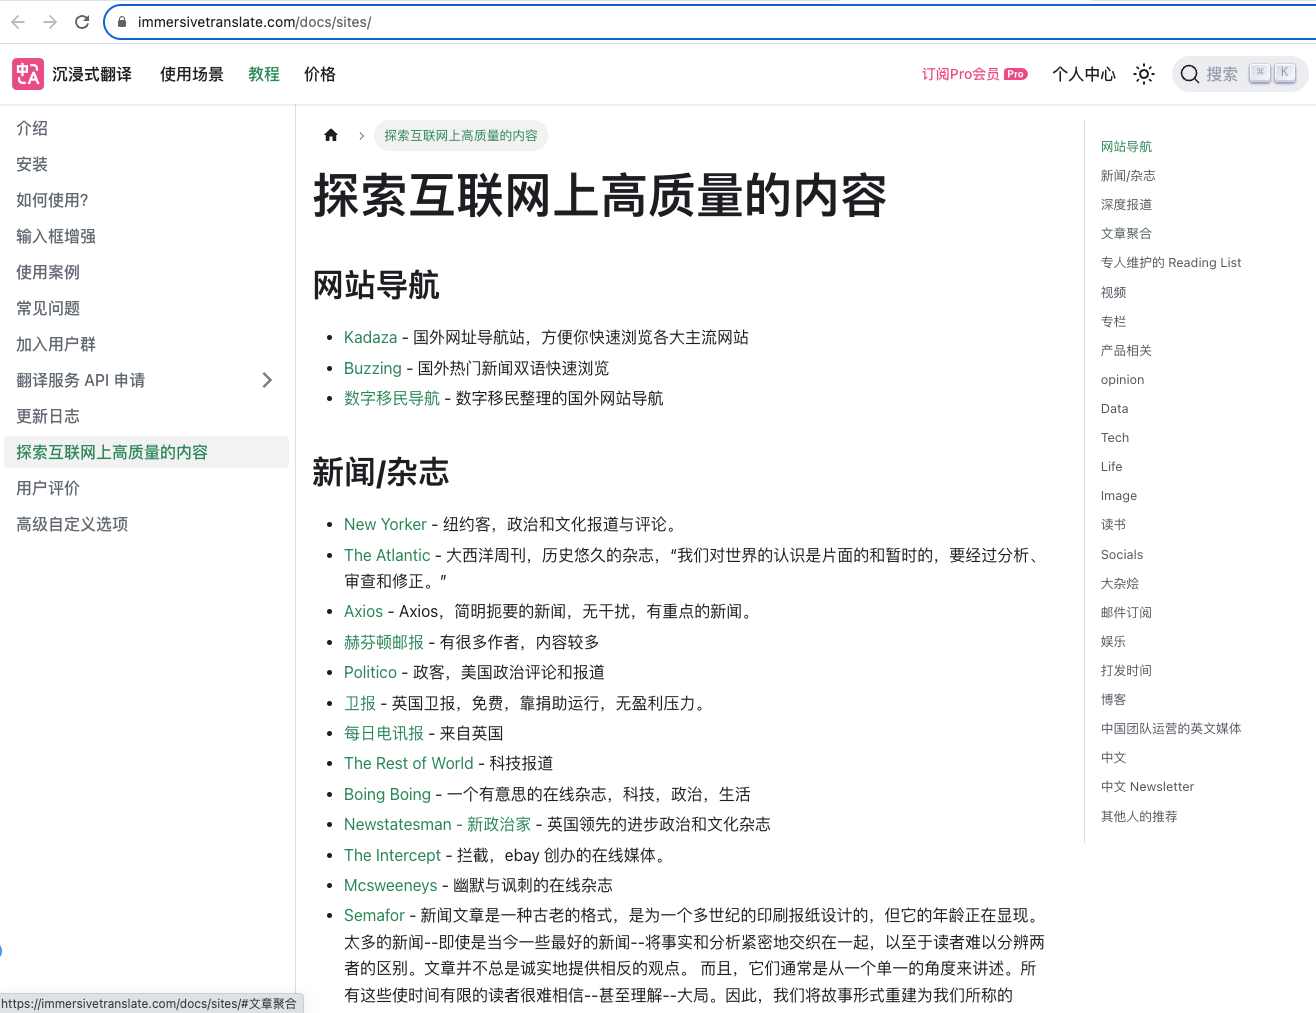 immersivetranslate.com/docs/sites/
沉浸式翻译
使用场景
教程
价格
订阅Pro会员 Pro
个人中心
搜索 ⌘ K
介绍
安装
如何使用?
输入框增强
使用案例
常见问题
加入用户群
翻译服务 API 申请
更新日志
探索互联网上高质量的内容
用户评价
高级自定义选项
探索互联网上高质量的内容
探索互联网上高质量的内容
网站导航
Kadaza - 国外网址导航站，方便你快速浏览各大主流网站
Buzzing - 国外热门新闻双语快速浏览
数字移民导航 - 数字移民整理的国外网站导航
新闻/杂志
New Yorker - 纽约客，政治和文化报道与评论。
The Atlantic - 大西洋周刊，历史悠久的杂志，“我们对世界的认识是片面的和暂时的，要经过分析、
审查和修正。”
Axios - Axios，简明扼要的新闻，无干扰，有重点的新闻。
赫芬顿邮报 - 有很多作者，内容较多
Politico - 政客，美国政治评论和报道
卫报 - 英国卫报，免费，靠捐助运行，无盈利压力。
每日电讯报 - 来自英国
The Rest of World - 科技报道
Boing Boing - 一个有意思的在线杂志，科技，政治，生活
Newstatesman - 新政治家 - 英国领先的进步政治和文化杂志
The Intercept - 拦截，ebay 创办的在线媒体。
Mcsweeneys - 幽默与讽刺的在线杂志
Semafor - 新闻文章是一种古老的格式，是为一个多世纪的印刷报纸设计的，但它的年龄正在显现。
太多的新闻--即使是当今一些最好的新闻--将事实和分析紧密地交织在一起，以至于读者难以分辨两
者的区别。文章并不总是诚实地提供相反的观点。 而且，它们通常是从一个单一的角度来讲述。所
有这些使时间有限的读者很难相信--甚至理解--大局。因此，我们将故事形式重建为我们所称的
网站导航
新闻/杂志
深度报道
文章聚合
专人维护的 Reading List
视频
专栏
产品相关
opinion
Data
Tech
Life
Image
读书
Socials
大杂烩
邮件订阅
娱乐
打发时间
博客
中国团队运营的英文媒体
中文
中文 Newsletter
其他人的推荐
https://immersivetranslate.com/docs/sites/#文章聚合